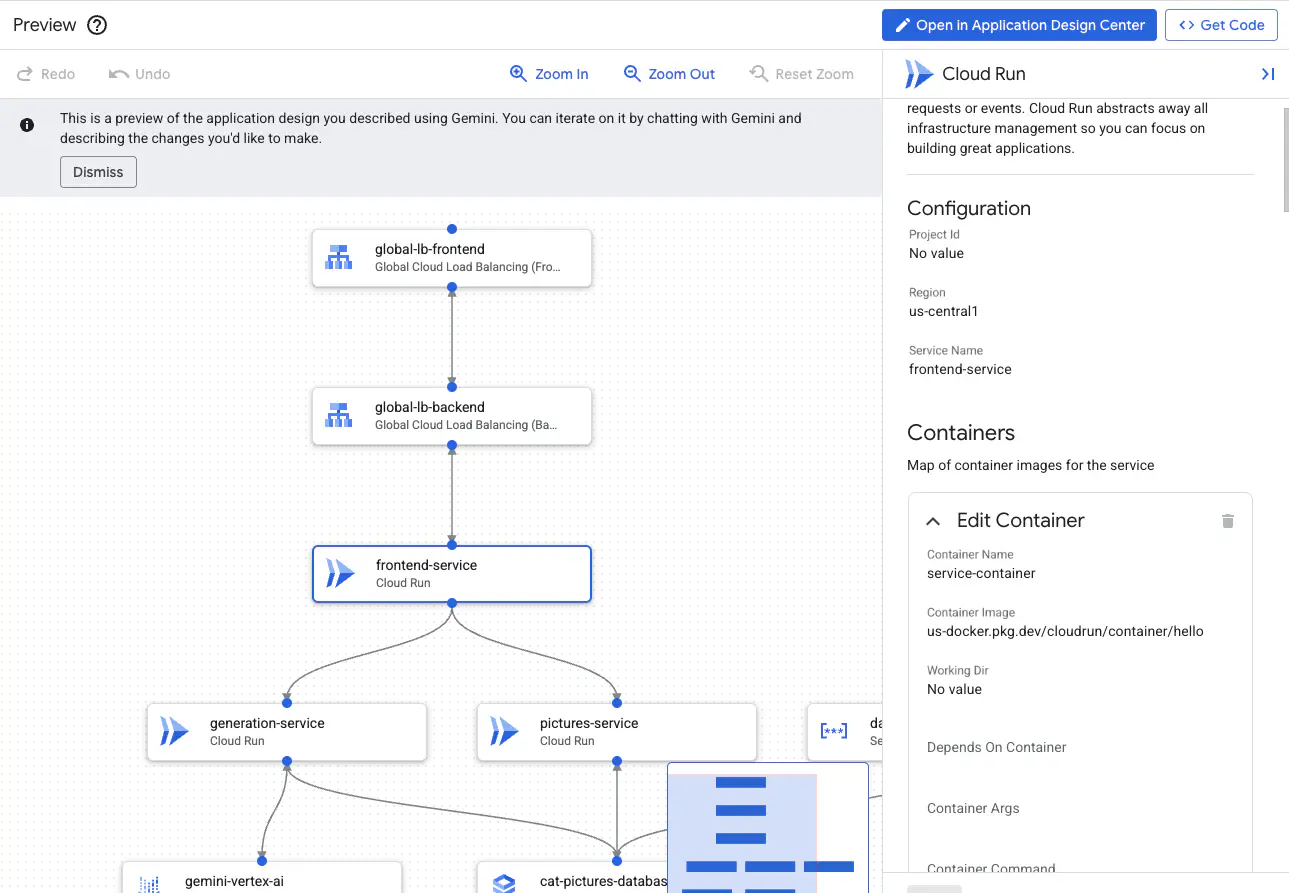 Preview
Open in Application Design Center
<> Get Code
Redo
Undo
Zoom In
Zoom Out
Reset Zoom
This is a preview of the application design you described using Gemini. You can iterate on it by chatting with Gemini and
describing the changes you'd like to make.
Dismiss
global-lb-frontend
Global Cloud Load Balancing (Fro...
global-lb-backend
Global Cloud Load Balancing (Ba...
frontend-service
Cloud Run
generation-service
Cloud Run
pictures-service
Cloud Run
[***]
gemini-vertex-ai
cat-pictures-databas
Cloud Run
requests or events. Cloud Run abstracts away all
infrastructure management so you can focus on
building great applications.
Configuration
Project Id
No value
Region
us-central1
Service Name
frontend-service
Containers
Map of container images for the service
Edit Container
Container Name
service-container
Container Image
us-docker.pkg.dev/cloudrun/container/hello
Working Dir
No value
Depends On Container
Container Args
Container Command